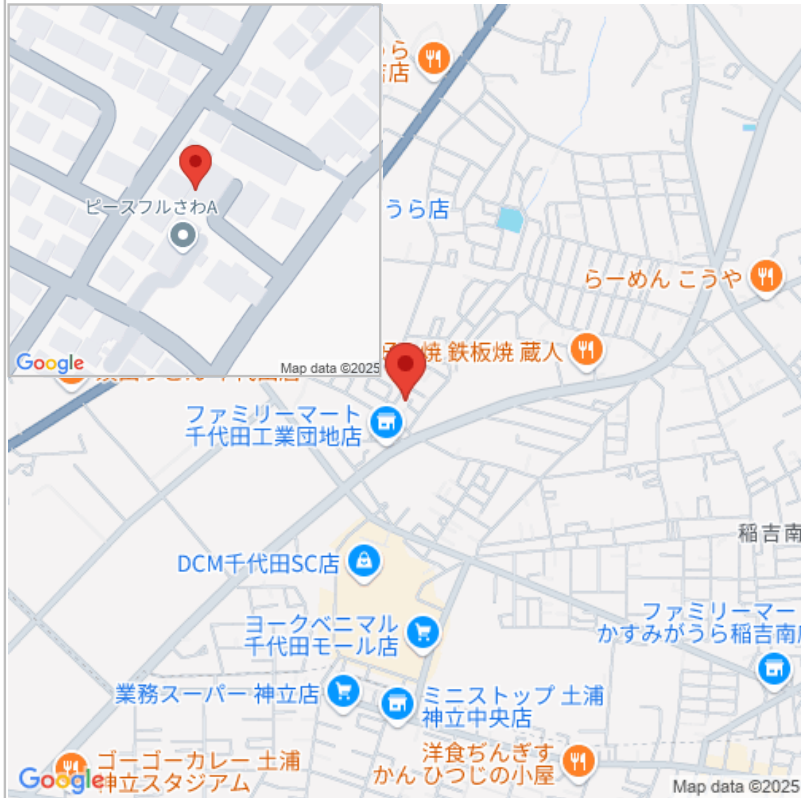 ら
店
ピースフルさわA
Google
Map data ©2025
うら店
らーめん こうや
焼 鉄板焼 蔵人
ファミリーマート
千代田工業団地店
稲吉南
DCM千代田SC店
ヨークベニマル
千代田モール店
ファミリーマー
かすみがうら稲吉南
業務スーパー 神立店
ミニストップ 土浦
神立中央店
洋食ぢんぎす
かん ひつじの小屋
ゴーゴーカレー 土浦
神立スタジアム
Google
Map data ©2025